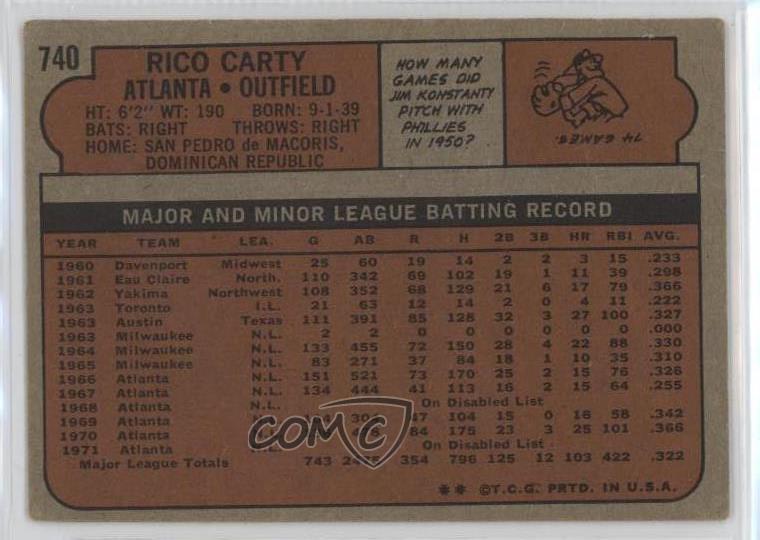 740
RICO CARTY
ATLANTA • OUTFIELD
HT: 6'2" WT: 190 BORN: 9-1-39
BATS: RIGHT THROWS: RIGHT
HOME: SAN PEDRO de MACORIS,
DOMINICAN REPUBLIC
HOW MANY
GAMES DID
JIM KONSTANTY
PITCH WITH
PHILLIES
IN 1950?
74 GAMES.
MAJOR AND MINOR LEAGUE BATTING RECORD
YEAR TEAM LEA. G AB R H 2B 3B HR RBI AVG.
1960 Davenport Midwest 25 60 19 14 2 2 3 15 .233
1961 Eau Claire North. 110 342 69 102 19 1 11 39 .298
1962 Yakima Northwest 108 352 68 129 21 6 17 79 .366
1963 Toronto I.L. 21 63 12 14 2 0 4 11 .222
1963 Austin Texas 111 391 85 128 32 3 27 100 .327
1963 Milwaukee N.L. 2 2 0 0 0 0 0 0 .000
1964 Milwaukee N.L. 133 455 72 150 28 4 22 88 .330
1965 Milwaukee N.L. 83 271 37 84 18 1 10 35 .310
1966 Atlanta N.L. 151 521 73 170 25 2 15 76 .326
1967 Atlanta N.L. 134 444 41 113 16 2 15 64 .255
1968 Atlanta N.L. On Disabled List
1969 Atlanta N.L. 304 47 104 15 0 16 58 .342
1970 Atlanta 84 175 23 3 25 101 .366
1971 Atlanta N.L. On Disabled List
Major League Totals 743 2475 354 796 125 12 103 422 .322
** ©T.C.G. PRTD. IN U.S.A.
COMC